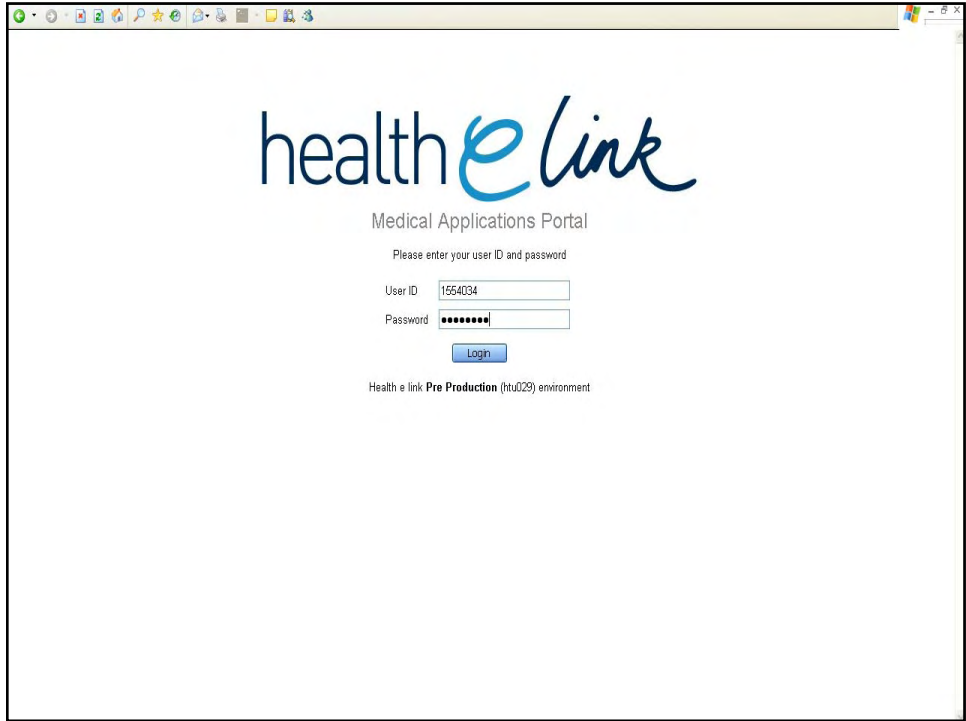 health e link
Medical Applications Portal
Please enter your user ID and password
User ID 1554034
Password ••••••••
Login
Health e link Pre Production (htu029) environment